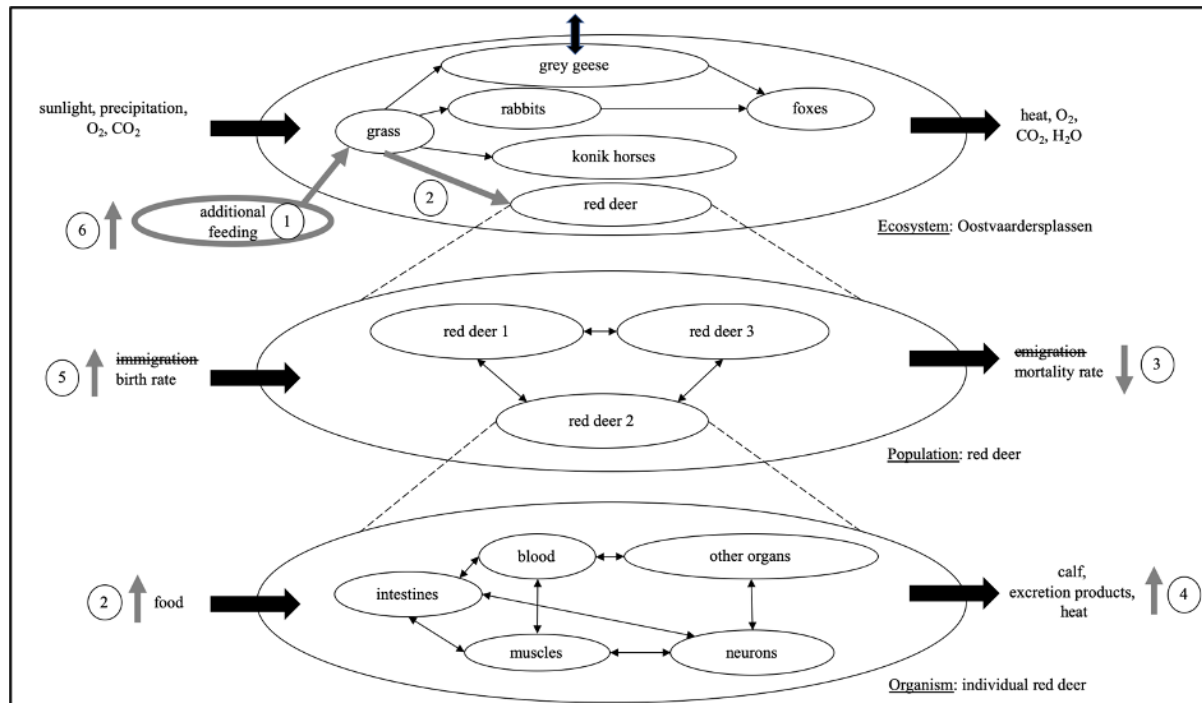 grey geese
sunlight, precipitation,
O₂, CO₂
rabbits
foxes
heat, O₂,
CO₂, H₂O
grass
konik horses
2
red deer
6
additional
feeding
1
Ecosystem: Oostvaardersplassen
red deer 1
red deer 3
5
immigration
birth rate
emigration
mortality rate
3
red deer 2
Population: red deer
blood
other organs
2
food
intestines
calf,
excretion products,
heat
4
muscles
neurons
Organism: individual red deer